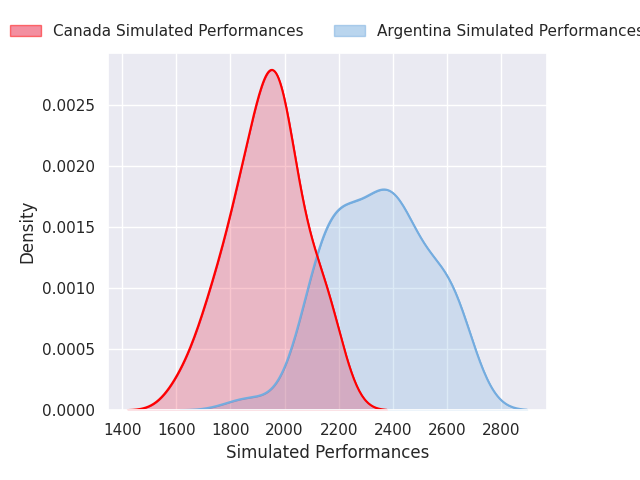 Canada Simulated Performances
Argentina Simulated Performances
0.0025
0.0020
0.0015
0.0010
0.0005
0.0000
Density
1400 1600 1800 2000 2200 2400 2600 2800
Simulated Performances